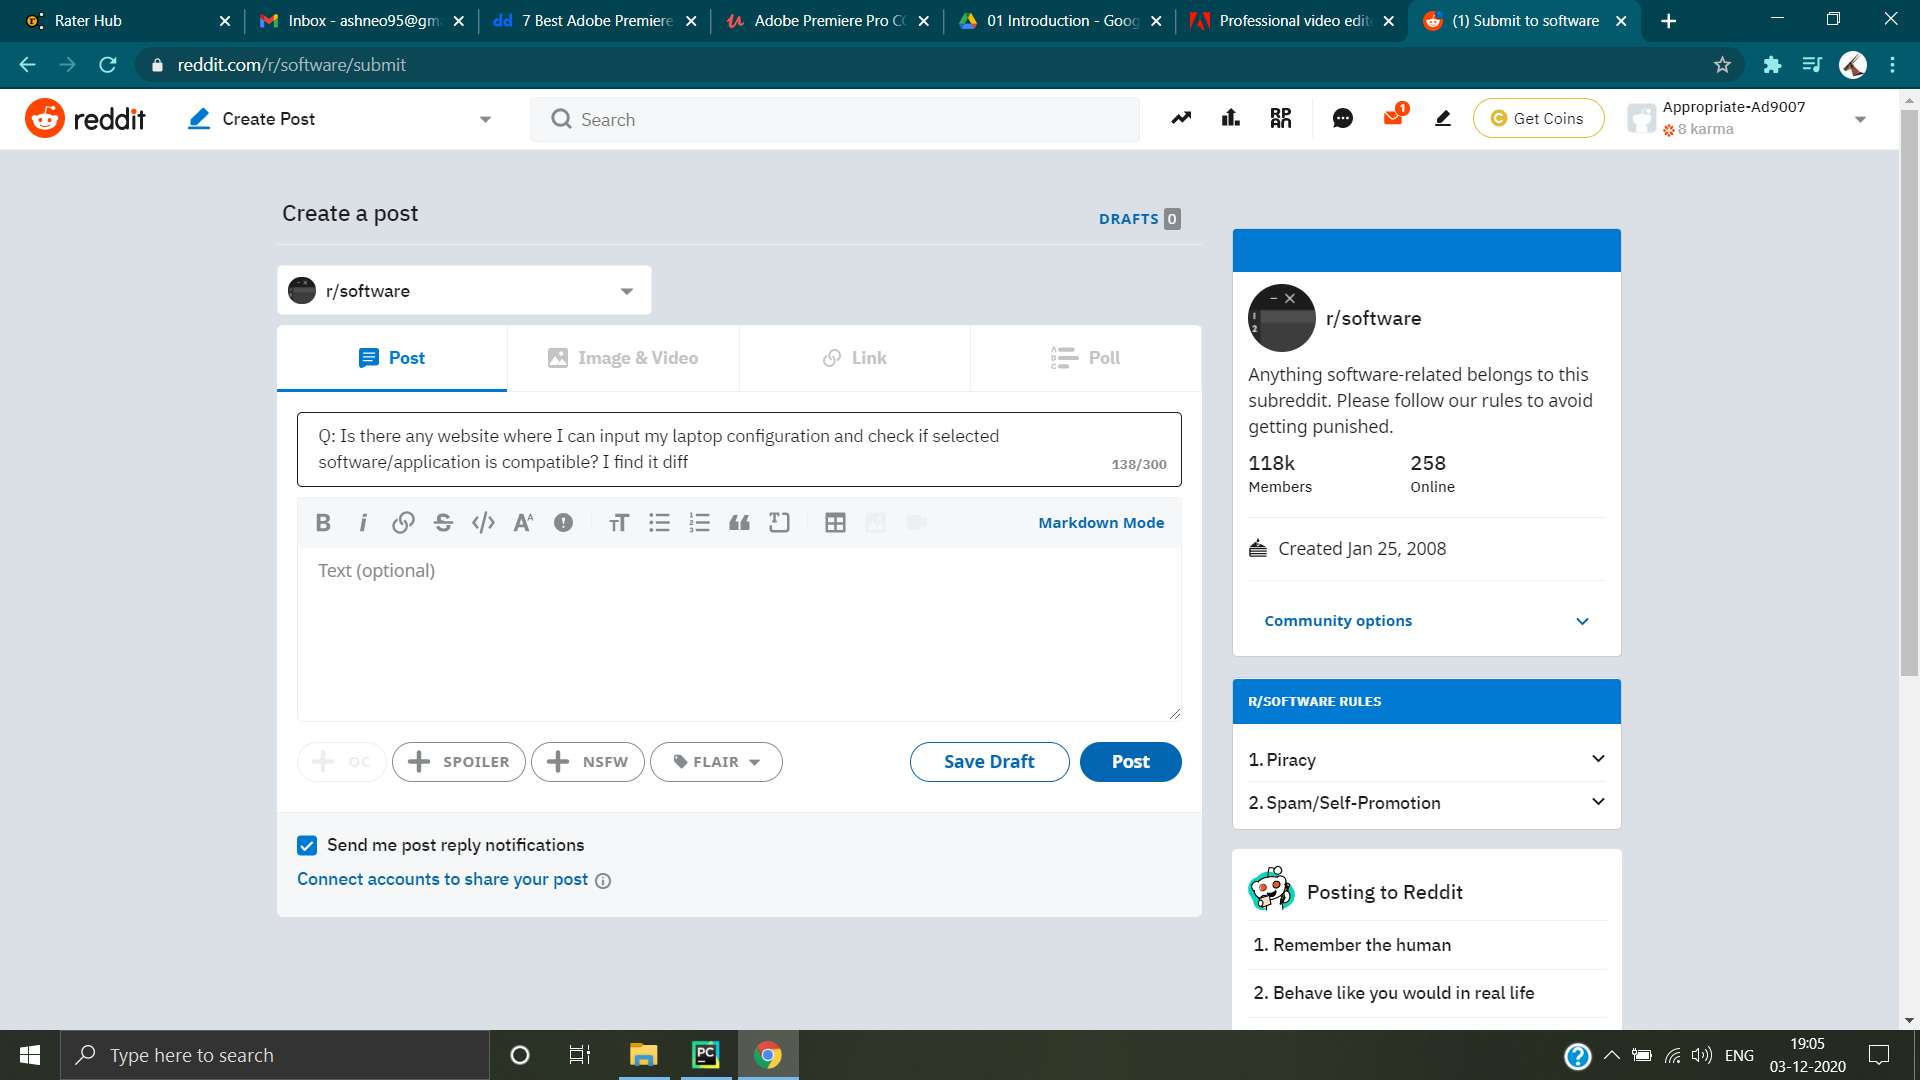 Rater Hub
Inbox - ashneo95@gm
7 Best Adobe Premiere
Adobe Premiere Pro CC
01 Introduction - Goog
Professional video edit
(1) Submit to software
reddit.com/r/software/submit
reddit
Create Post
Search
1
Get Coins
Appropriate-Ad9007
8 karma
Create a post
DRAFTS 0
r/software
Post
Image & Video
Link
Poll
Q: Is there any website where I can input my laptop configuration and check if selected
software/application is compatible? I find it diff
138/300
Markdown Mode
Text (optional)
OC
SPOILER
NSFW
FLAIR
Save Draft
Post
Send me post reply notifications
Connect accounts to share your post
r/software
Anything software-related belongs to this
subreddit. Please follow our rules to avoid
getting punished.
118k
258
Members
Online
Created Jan 25, 2008
Community options
R/SOFTWARE RULES
1. Piracy
2. Spam/Self-Promotion
Posting to Reddit
1. Remember the human
2. Behave like you would in real life
Type here to search
PC
ENG
19:05
03-12-2020